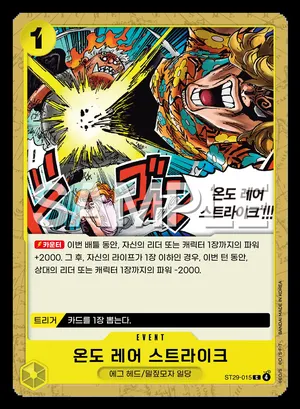 1
온도 레어
스트라이크!!!
SAMPLE
카운터 이번 배틀 동안, 자신의 리더 또는 캐릭터 1장까지의 파워
+2000. 그 후, 자신의 라이프가 1장 이하인 경우, 이번 턴 동안,
상대의 리더 또는 캐릭터 1장까지의 파워 -2000.
트리거 카드를 1장 뽑는다.
EVENT
온도 레어 스트라이크
에그 헤드/밀짚모자 일당
ST29-015